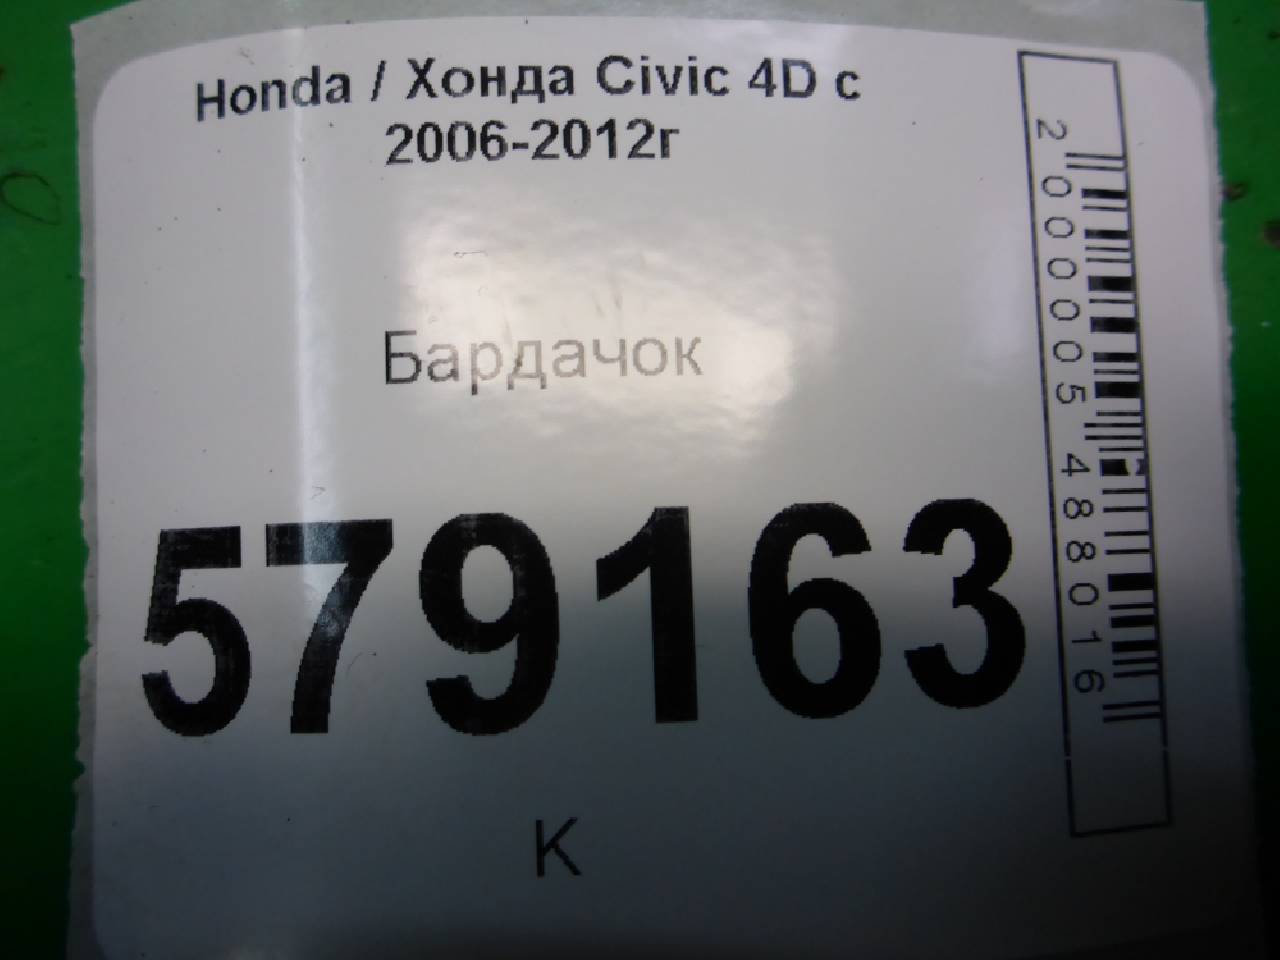 Honda / Хонда Civic 4D с
2006-2012г
Бардачок
579163
К
2000005488016